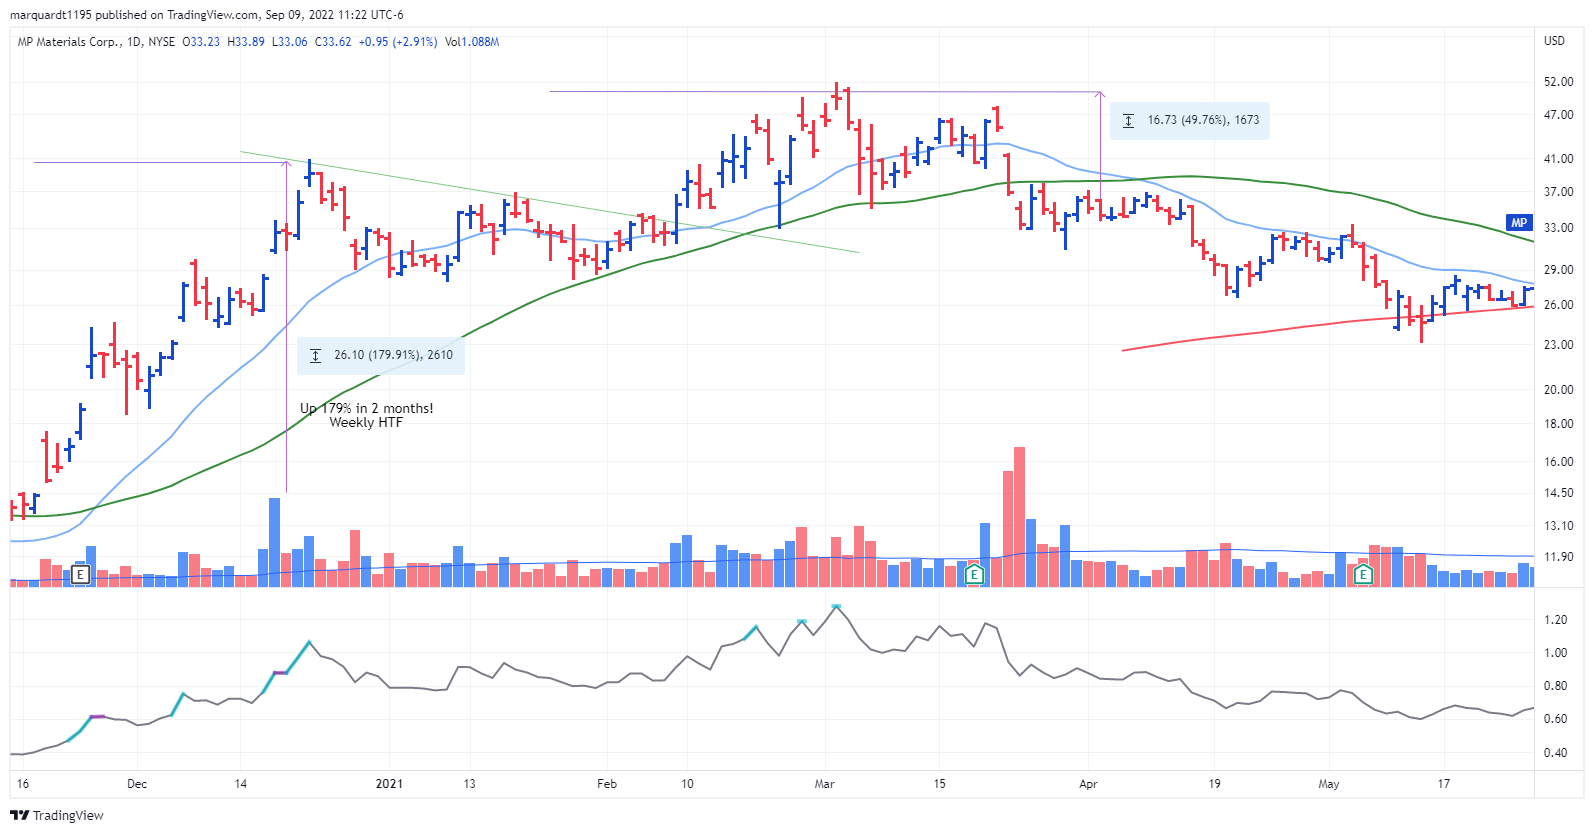 marquardt1195 published on TradingView.com, Sep 09, 2022 11:22 UTC-6
MP Materials Corp., 1D, NYSE O33.23 H33.89 L33.06 C33.62 +0.95 (+2.91%) Vol1.088M
USD
52.00
47.00
16.73 (49.76%), 1673
41.00
37.00
MP
33.00
29.00
26.00
23.00
26.10 (179.91%), 2610
20.00
Up 179% in 2 months!
Weekly HTF
18.00
16.00
14.50
13.10
11.90
E
E
E
1.20
1.00
0.80
0.60
0.40
16 Dec 14 2021 13 Feb 10 Mar 15 Apr 19 May 17
TradingView